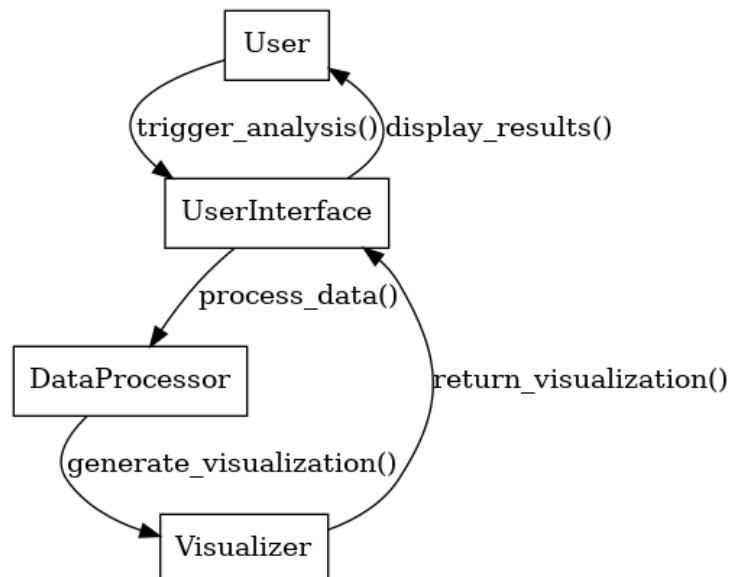 User
trigger_analysis() display_results()
UserInterface
process_data()
DataProcessor
return_visualization()
generate_visualization()
Visualizer